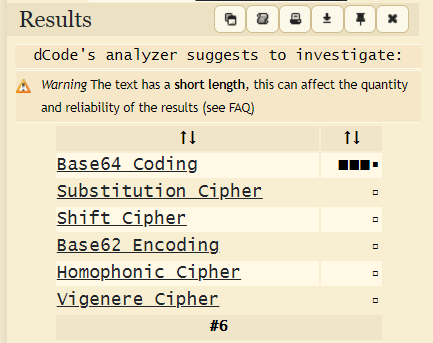 Results
dCode's analyzer suggests to investigate:
Warning The text has a short length, this can affect the quantity
and reliability of the results (see FAQ)
↑↓ ↑↓
Base64 Coding ■■■▪
Substitution Cipher ▫
Shift Cipher ▫
Base62 Encoding ▫
Homophonic Cipher ▫
Vigenere Cipher ▫
#6